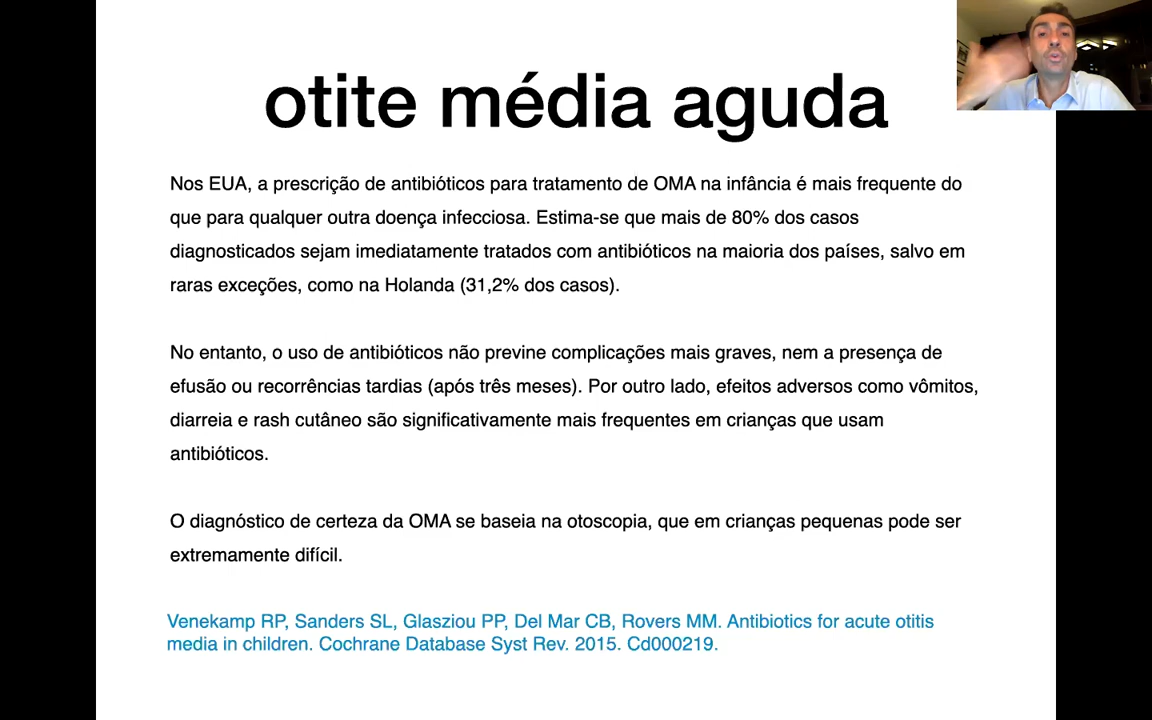 otite média aguda
Nos EUA, a prescrição de antibióticos para tratamento de OMA na infância é mais frequente do
que para qualquer outra doença infecciosa. Estima-se que mais de 80% dos casos
diagnosticados sejam imediatamente tratados com antibióticos na maioria dos países, salvo em
raras exceções, como na Holanda (31,2% dos casos).
No entanto, o uso de antibióticos não previne complicações mais graves, nem a presença de
efusão ou recorrências tardias (após três meses). Por outro lado, efeitos adversos como vômitos,
diarreia e rash cutâneo são significativamente mais frequentes em crianças que usam
antibióticos.
O diagnóstico de certeza da OMA se baseia na otoscopia, que em crianças pequenas pode ser
extremamente difícil.
Venekamp RP, Sanders SL, Glasziou PP, Del Mar CB, Rovers MM. Antibiotics for acute otitis
media in children. Cochrane Database Syst Rev. 2015. Cd000219.